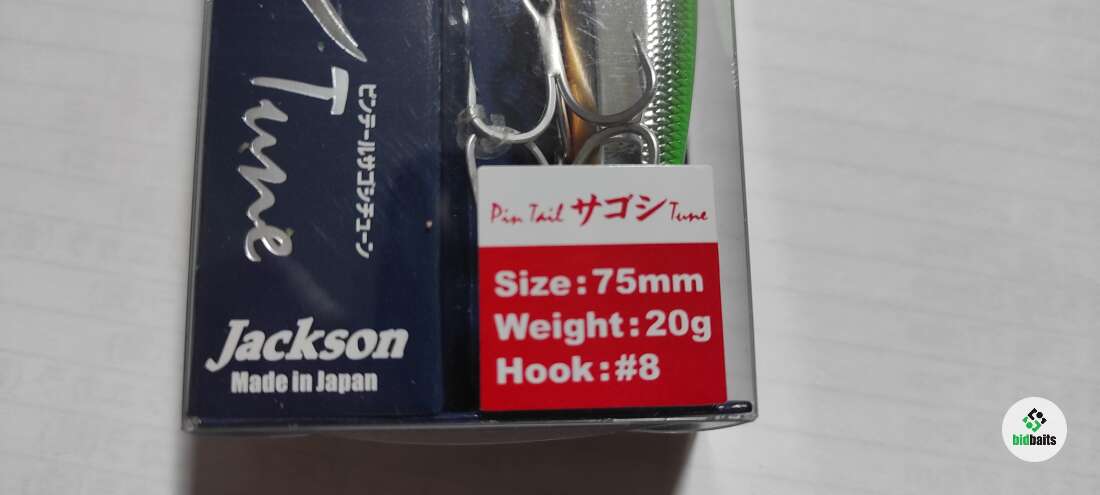 Tune
ピンテールサゴシチューン
Jackson
Made in Japan
Pin Tail サゴシ Tune
Size:75mm
Weight:20g
Hook:#8
bidbaits